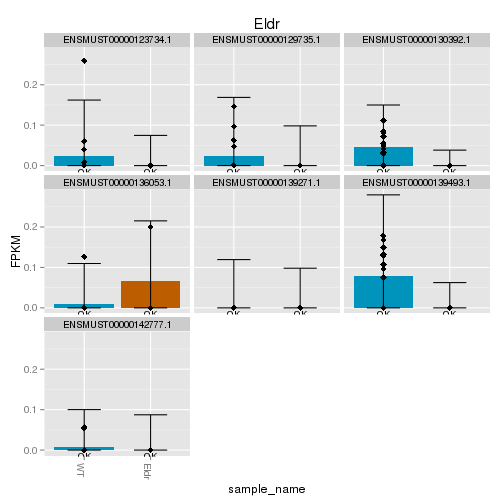 Eldr
ENSMUST00000123734.1 ENSMUST00000129735.1 ENSMUST00000130392.1
0.2
0.1
0.0
ENSMUST00000136053.1 ENSMUST00000139271.1 ENSMUST00000139493.1
FPKM
0.2
0.1
0.0
ENSMUST00000142777.1
0.2
0.1
0.0
WT
Eldr
sample_name